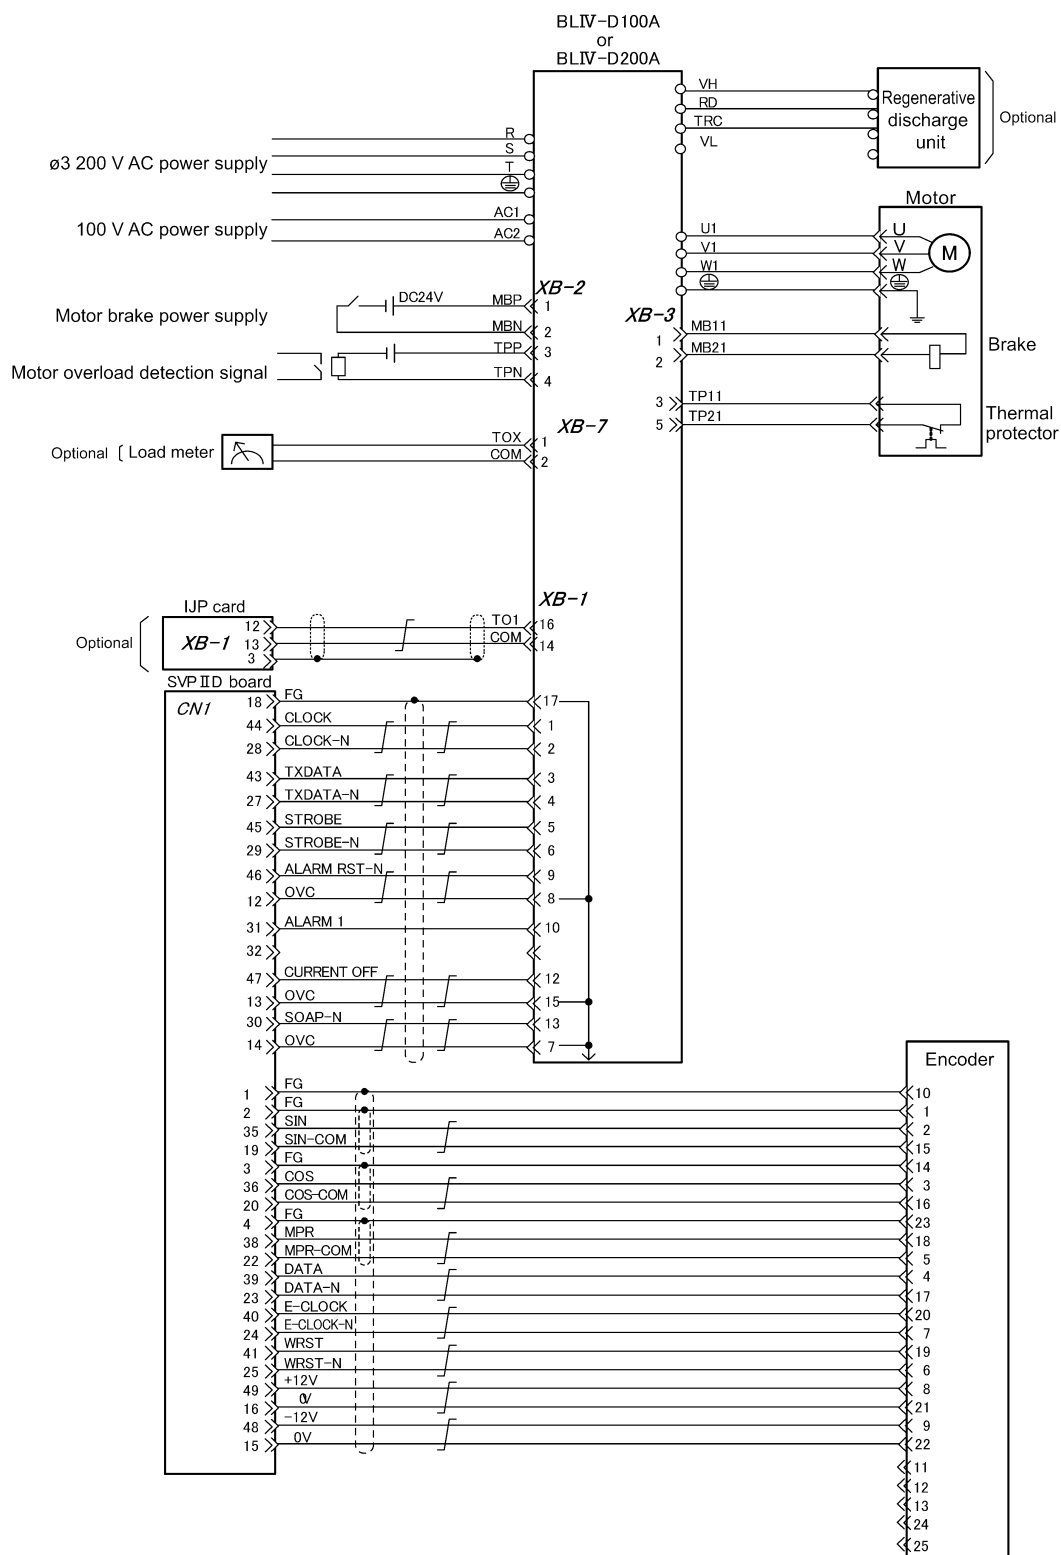 BLⅣ-D100A
or
BLⅣ-D200A
VH
RD
TRC
VL
Regenerative
discharge
unit
Optional
R
S
T
ø3 200 V AC power supply
AC1
AC2
100 V AC power supply
Motor
U1
V1
W1
U
V
W
M
XB-2
DC24V
MBP
1
MBN
2
Motor brake power supply
TPP
3
TPN
4
Motor overload detection signal
XB-3
1
MB11
2
MB21
Brake
3
TP11
5
TP21
Thermal
protector
XB-7
TOX
1
COM
2
Optional
Load meter
XB-1
IJP card
Optional
XB-1
12
TO1
16
13
COM
14
3
SVPⅡD board
CN1
18 FG 17
44 CLOCK 1
28 CLOCK-N 2
43 TXDATA 3
27 TXDATA-N 4
45 STROBE 5
29 STROBE-N 6
46 ALARM RST-N 9
12 OVC 8
31 ALARM 1 10
32
47 CURRENT OFF 12
13 OVC 15
30 SOAP-N 13
14 OVC 7
Encoder
1 FG 10
2 FG 1
35 SIN 2
19 SIN-COM 15
3 FG 14
36 COS 3
20 COS-COM 16
4 FG 23
38 MPR 18
22 MPR-COM 5
39 DATA 4
23 DATA-N 17
40 E-CLOCK 20
24 E-CLOCK-N 7
41 WRST 19
25 WRST-N 6
49 +12V 8
16 0V 21
48 -12V 9
15 0V 22
11
12
13
24
25